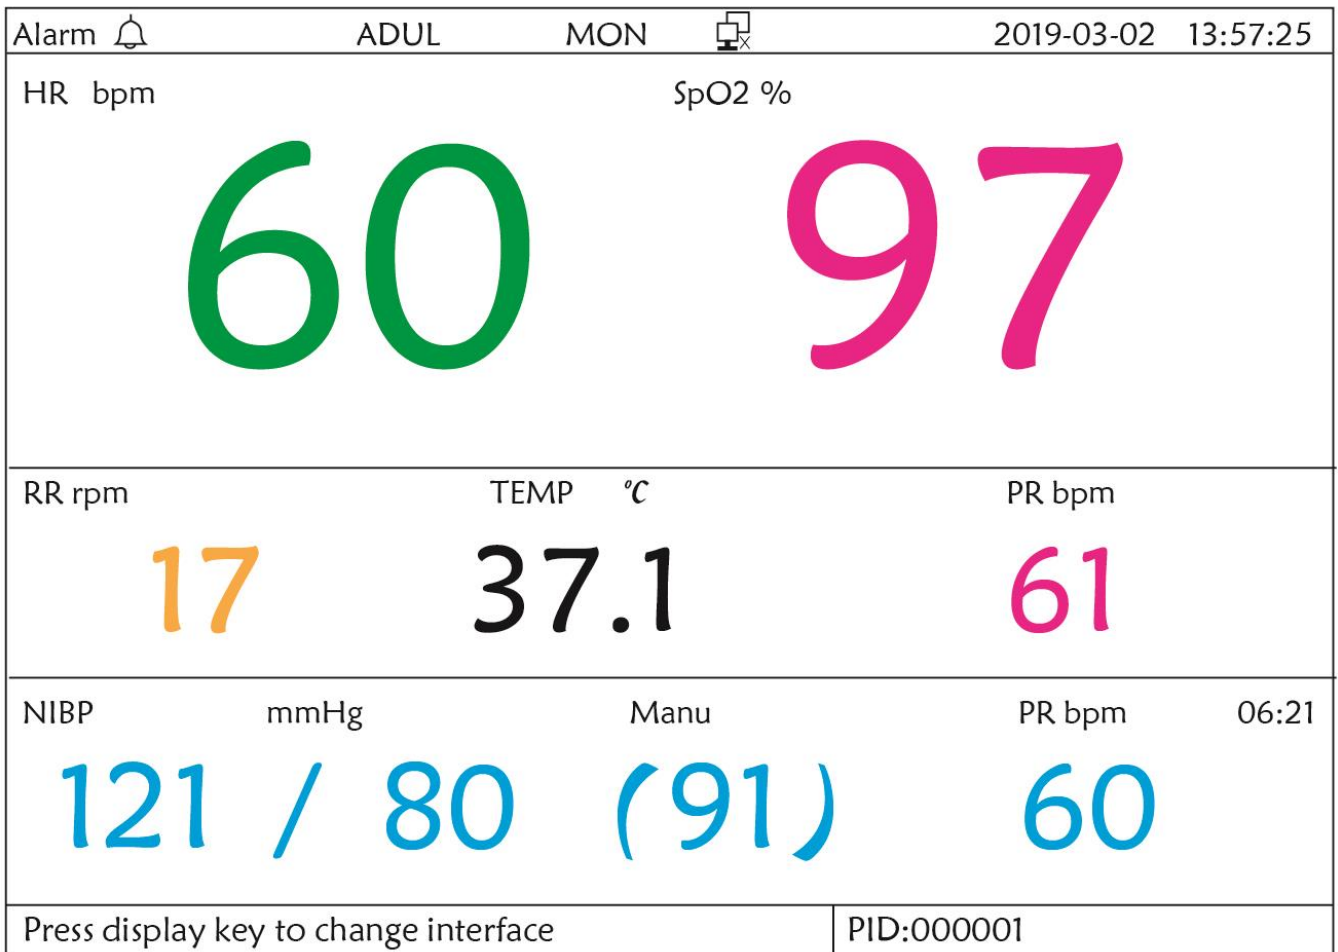 Alarm ADUL MON 2019-03-02 13:57:25
HR bpm SpO2 %
60 97
RR rpm TEMP ºC PR bpm
17 37.1 61
NIBP mmHg Manu PR bpm 06:21
121 / 80 (91) 60
Press display key to change interface PID:000001